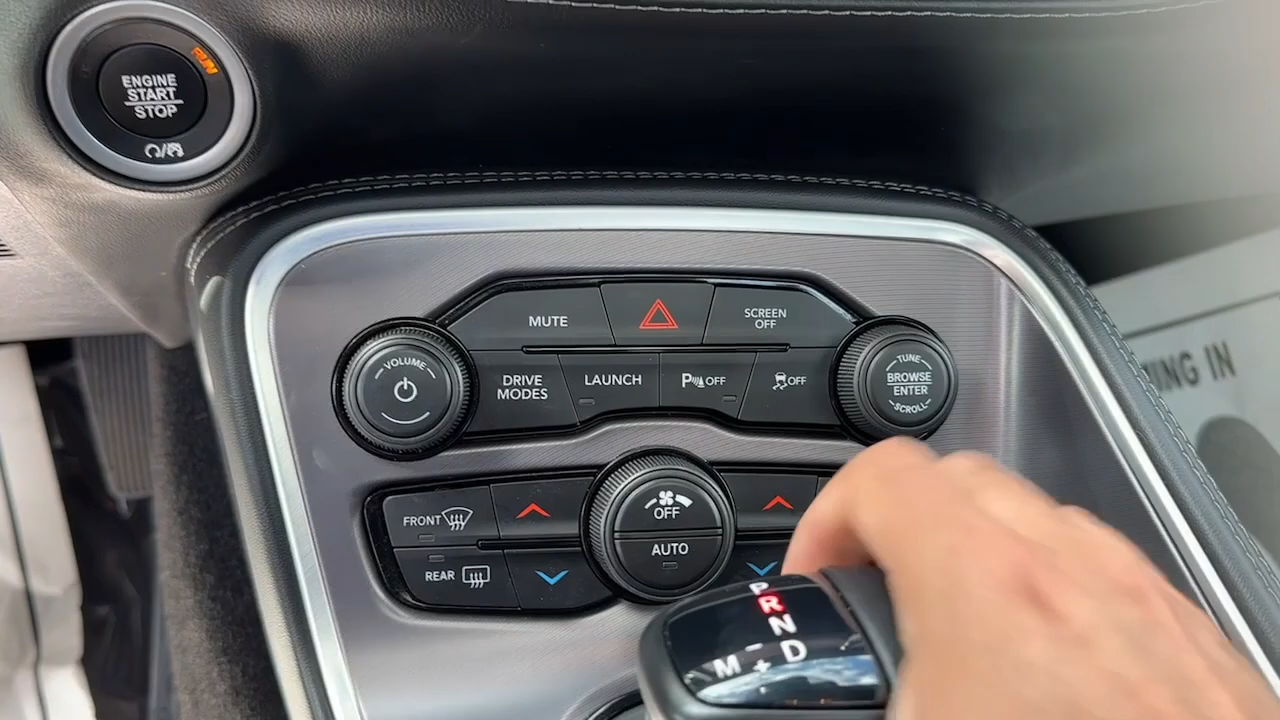 RUN
ENGINE
START
STOP
MUTE
SCREEN
OFF
VOLUME
DRIVE
MODES
LAUNCH
P OFF
OFF
TUNE
BROWSE
ENTER
SCROLL
ING IN
FRONT
OFF
AUTO
REAR
P
R
N
D
M
- +